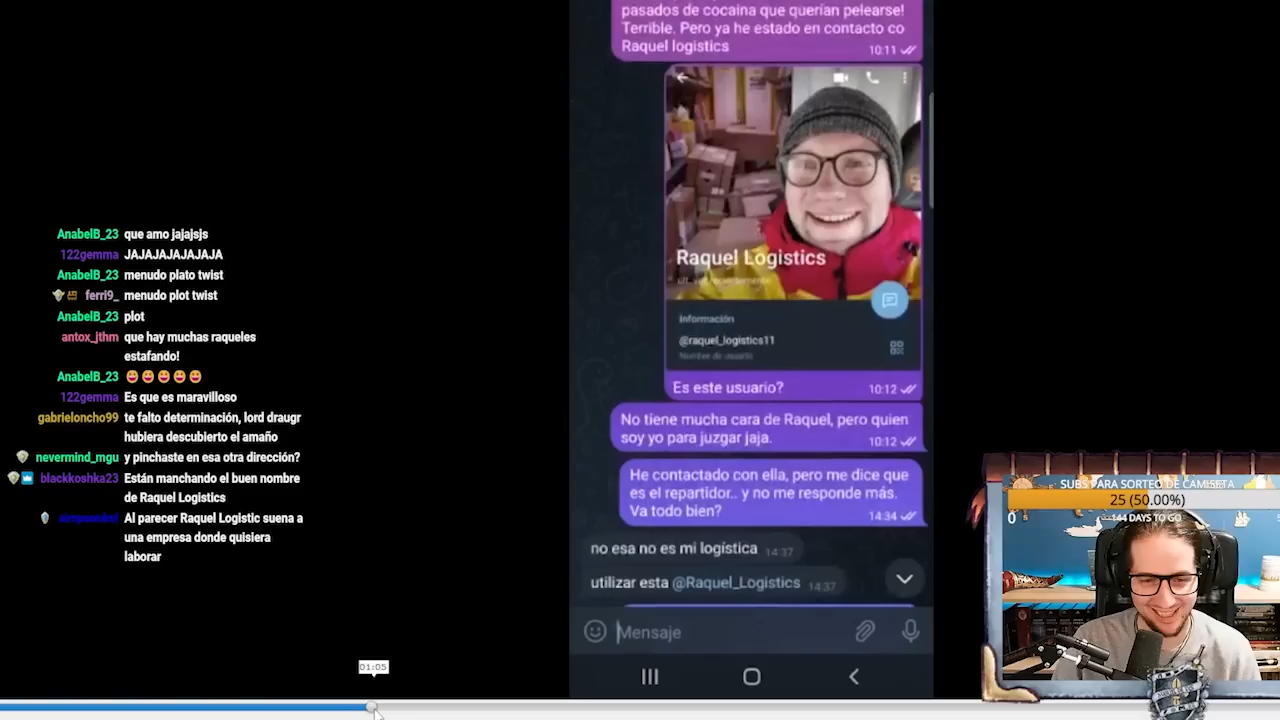 pasados de cocaina que querían pelearse!
Terrible. Pero ya he estado en contacto co
Raquel logistics
10:11
Raquel Logistics
Información
@raquel_logistics11
Nombre de usuario
Es este usuario?
10:12
No tiene mucha cara de Raquel, pero quien
soy yo para juzgar jaja.
10:12
He contactado con ella, pero me dice que
es el repartidor.. y no me responde más.
Va todo bien?
14:34
no esa no es mi logística 14:37
utilizar esta @Raquel_Logistics 14:37
Mensaje
AnabelB_23 que amo jajajsjs
122gemma JAJAJAJAJAJAJA
AnabelB_23 menudo plato twist
ferri9_ menudo plot twist
AnabelB_23 plot
antox_jthm que hay muchas raqueles
estafando!
AnabelB_23
122gemma Es que es maravilloso
gabrieloncho99 te falto determinación, lord draugr
hubiera descubierto el amaño
nevermind_mgu y pinchaste en esa otra dirección?
blackkoshka23 Están manchando el buen nombre
de Raquel Logistics
Al parecer Raquel Logistic suena a
una empresa donde quisiera
laborar
01:05
SUBS PARA SORTEO DE CAMISETA
25 (50.00%)
0
144 DAYS TO GO